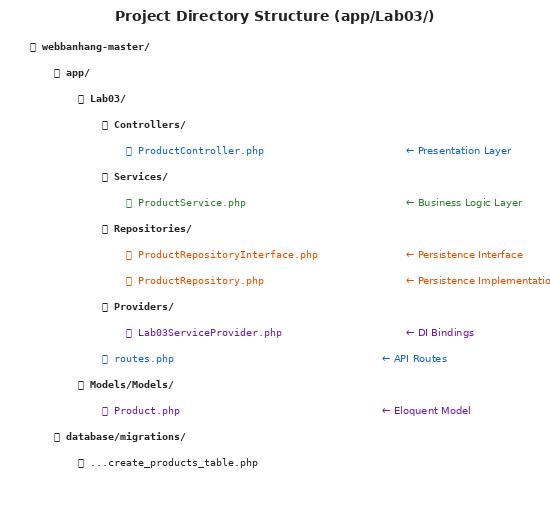 Project Directory Structure (app/Lab03/)
webbanhang-master/
app/
Lab03/
Controllers/
ProductController.php ← Presentation Layer
Services/
ProductService.php ← Business Logic Layer
Repositories/
ProductRepositoryInterface.php ← Persistence Interface
ProductRepository.php ← Persistence Implementatio
Providers/
Lab03ServiceProvider.php ← DI Bindings
routes.php ← API Routes
Models/Models/
Product.php ← Eloquent Model
database/migrations/
...create_products_table.php